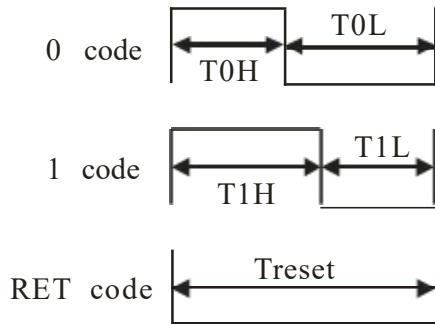 0 code T0H T0L
1 code T1H T1L
RET code Treset